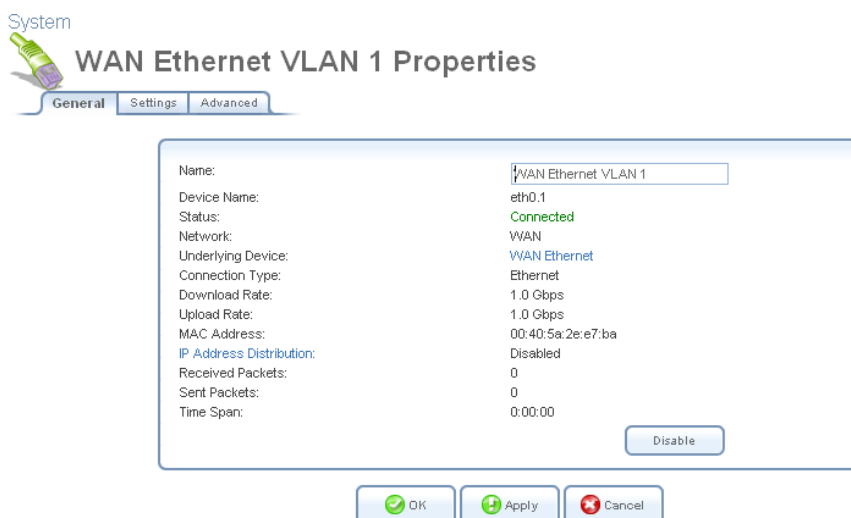 System
WAN Ethernet VLAN 1 Properties
General Settings Advanced
Name: WAN Ethernet VLAN 1
Device Name: eth0.1
Status: Connected
Network: WAN
Underlying Device: WAN Ethernet
Connection Type: Ethernet
Download Rate: 1.0 Gbps
Upload Rate: 1.0 Gbps
MAC Address: 00:40:5a:2e:e7:ba
IP Address Distribution: Disabled
Received Packets: 0
Sent Packets: 0
Time Span: 0:00:00
Disable
OK Apply Cancel